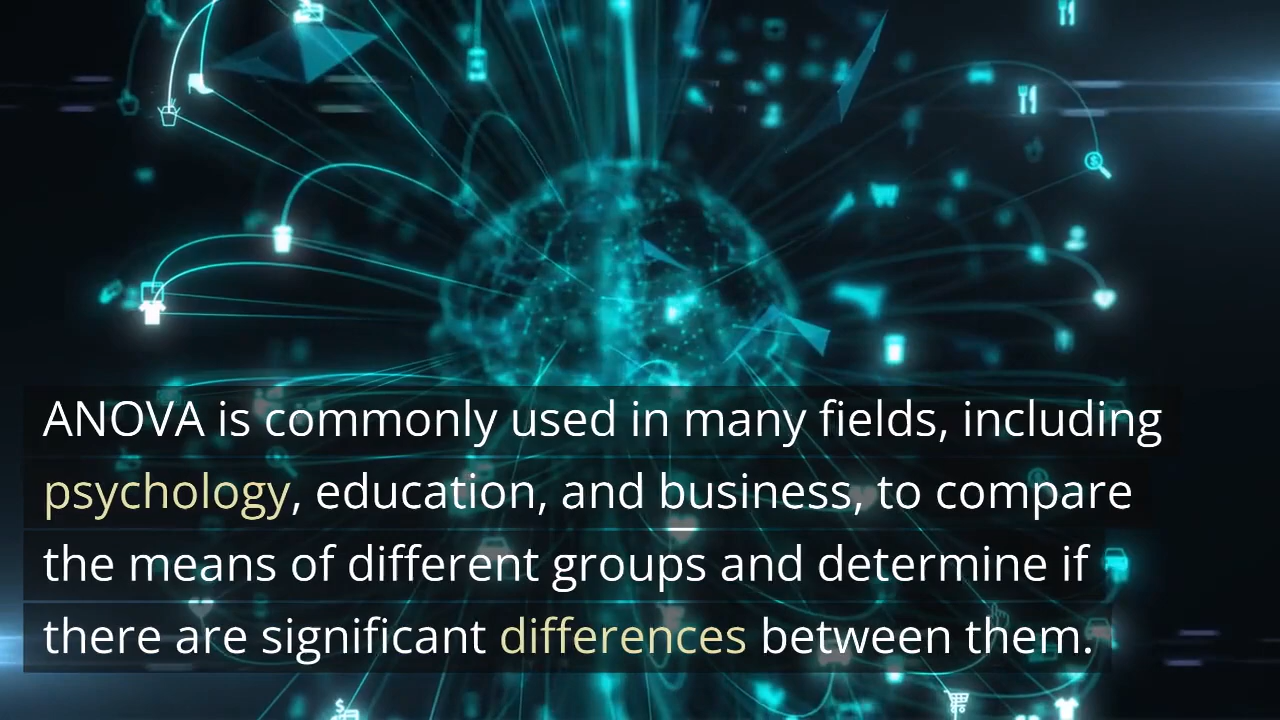 ANOVA is commonly used in many fields, including
psychology, education, and business, to compare
the means of different groups and determine if
there are significant differences between them.